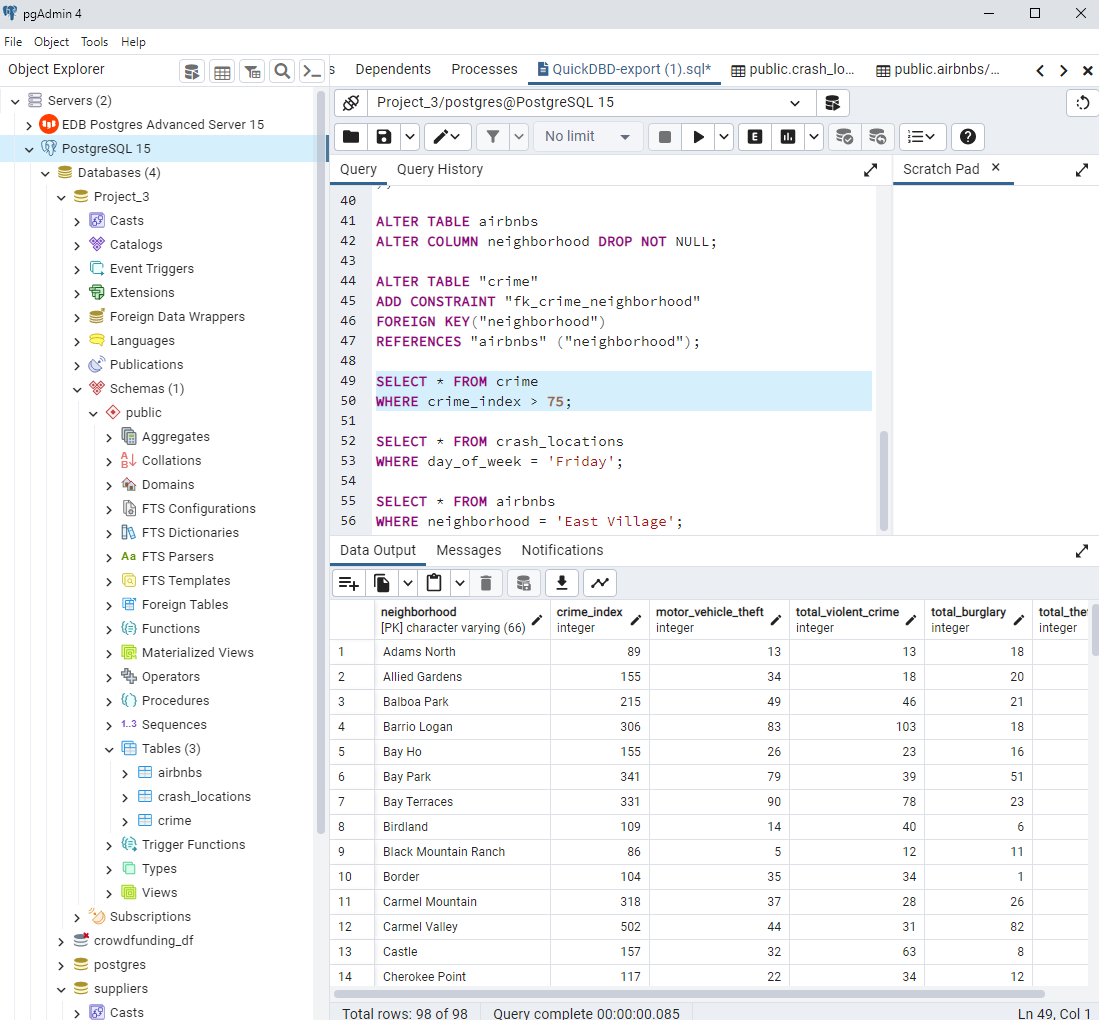 pgAdmin 4
File Object Tools Help
Object Explorer
s Dependents Processes QuickDBD-export (1).sql* public.crash_lo... public.airbnbs/...
Servers (2)
EDB Postgres Advanced Server 15
PostgreSQL 15
Databases (4)
Project_3
Casts
Catalogs
Event Triggers
Extensions
Foreign Data Wrappers
Languages
Publications
Schemas (1)
public
Aggregates
Collations
Domains
FTS Configurations
FTS Dictionaries
Aa FTS Parsers
FTS Templates
Foreign Tables
Functions
Materialized Views
Operators
Procedures
1..3 Sequences
Tables (3)
airbnbs
crash_locations
crime
Trigger Functions
Types
Views
Subscriptions
crowdfunding_df
postgres
suppliers
Casts
Project_3/postgres@PostgreSQL 15
No limit
E
Query Query History
Scratch Pad
40
41 ALTER TABLE airbnbs
42 ALTER COLUMN neighborhood DROP NOT NULL;
43
44 ALTER TABLE "crime"
45 ADD CONSTRAINT "fk_crime_neighborhood"
46 FOREIGN KEY("neighborhood")
47 REFERENCES "airbnbs" ("neighborhood");
48
49 SELECT * FROM crime
50 WHERE crime_index > 75;
51
52 SELECT * FROM crash_locations
53 WHERE day_of_week = 'Friday';
54
55 SELECT * FROM airbnbs
56 WHERE neighborhood = 'East Village';
Data Output Messages Notifications
neighborhood crime_index motor_vehicle_theft total_violent_crime total_burglary total_the
[PK] character varying (66) integer integer integer integer integer
1 Adams North 89 13 13 18
2 Allied Gardens 155 34 18 20
3 Balboa Park 215 49 46 21
4 Barrio Logan 306 83 103 18
5 Bay Ho 155 26 23 16
6 Bay Park 341 79 39 51
7 Bay Terraces 331 90 78 23
8 Birdland 109 14 40 6
9 Black Mountain Ranch 86 5 12 11
10 Border 104 35 34 1
11 Carmel Mountain 318 37 28 26
12 Carmel Valley 502 44 31 82
13 Castle 157 32 63 8
14 Cherokee Point 117 22 34 12
Total rows: 98 of 98 Query complete 00:00:00.085 Ln 49, Col 1